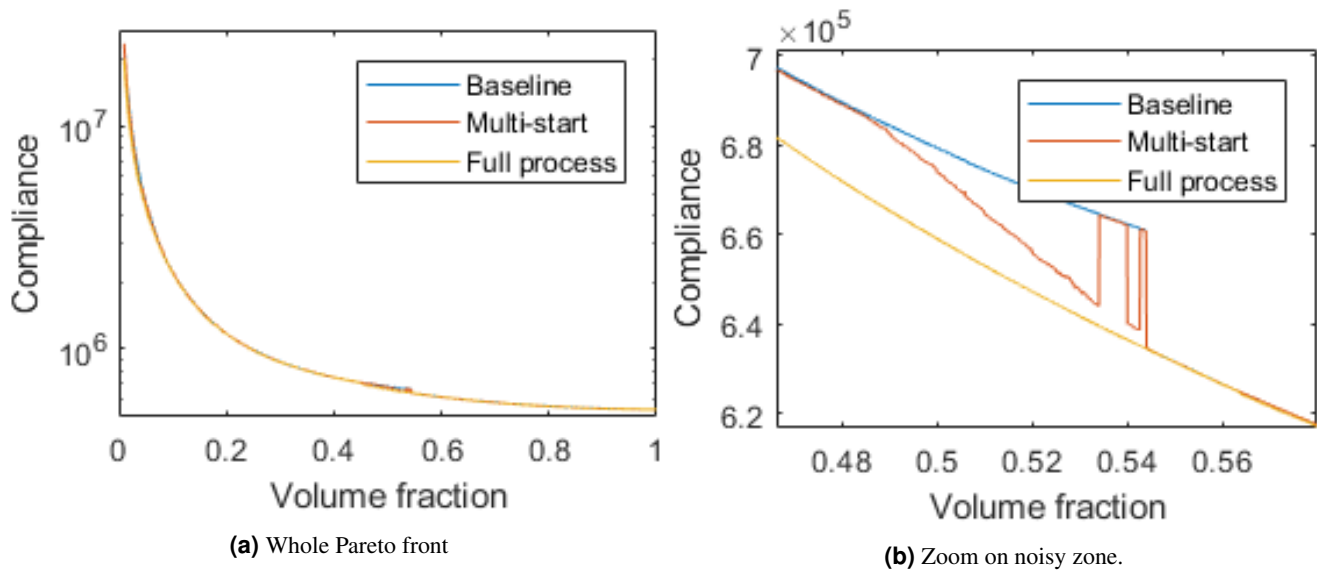 Baseline
Multi-start
Full process
10^7
10^6
Compliance
0 0.2 0.4 0.6 0.8 1
Volume fraction
(a) Whole Pareto front
×10^5
7
6.8
6.6
6.4
6.2
Compliance
Baseline
Multi-start
Full process
0.48 0.5 0.52 0.54 0.56
Volume fraction
(b) Zoom on noisy zone.